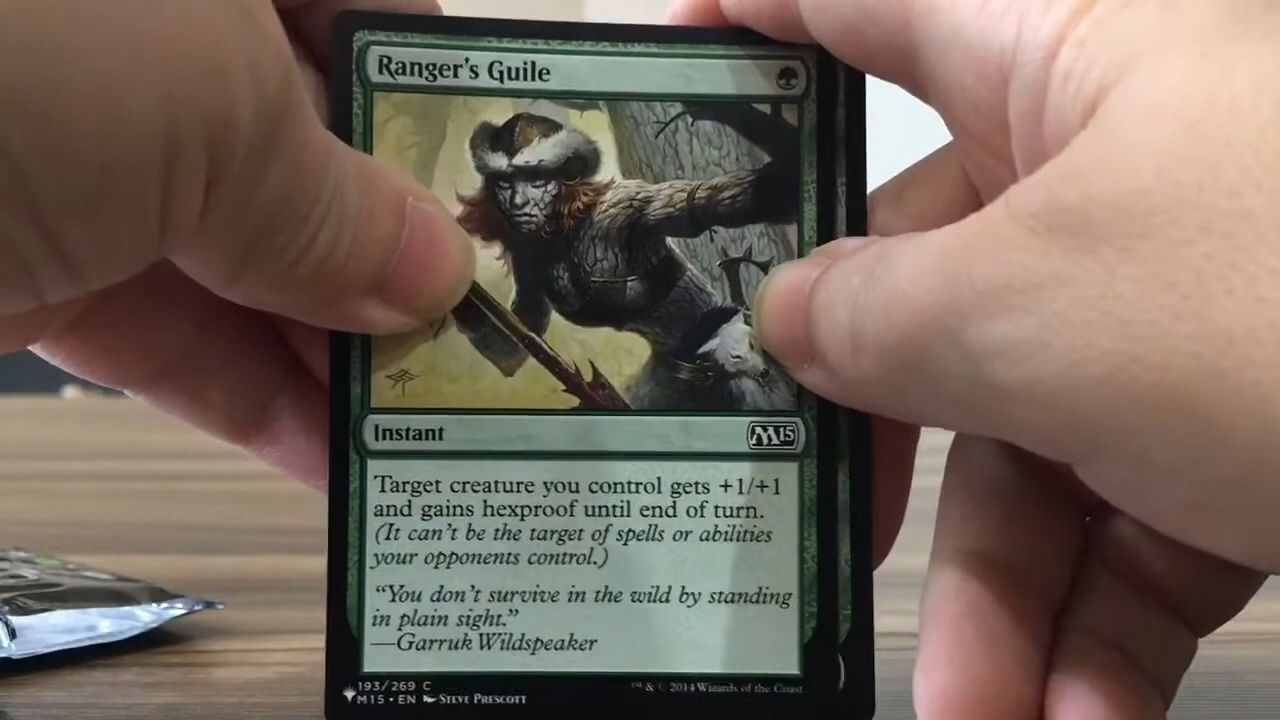 Ranger's Guile
Instant
M15
Target creature you control gets +1/+1
and gains hexproof until end of turn.
(It can't be the target of spells or abilities
your opponents control.)
“You don't survive in the wild by standing
in plain sight.”
—Garruk Wildspeaker
193/269 C
M15 • EN Steve Prescott
™ & © 2014 Wizards of the Coast